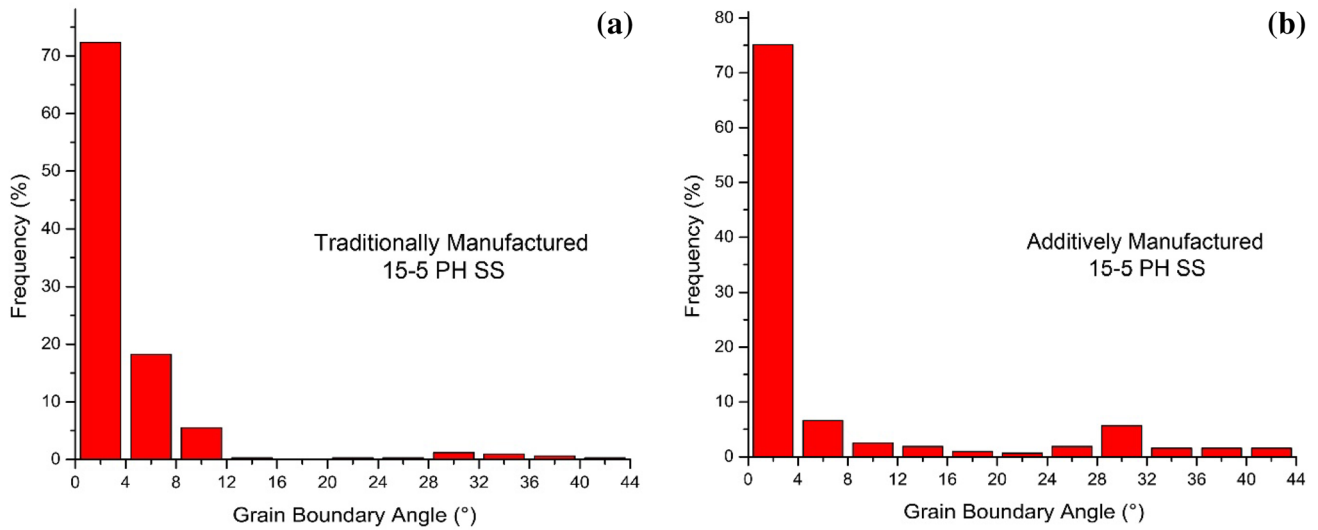 (a)
70
60
50
40
30
20
10
0
Frequency (%)
Traditionally Manufactured
15-5 PH SS
0 4 8 12 16 20 24 28 32 36 40 44
Grain Boundary Angle (°)
(b)
80
75
70
60
50
40
30
20
10
0
Frequency (%)
Additively Manufactured
15-5 PH SS
0 4 8 12 16 20 24 28 32 36 40 44
Grain Boundary Angle (°)